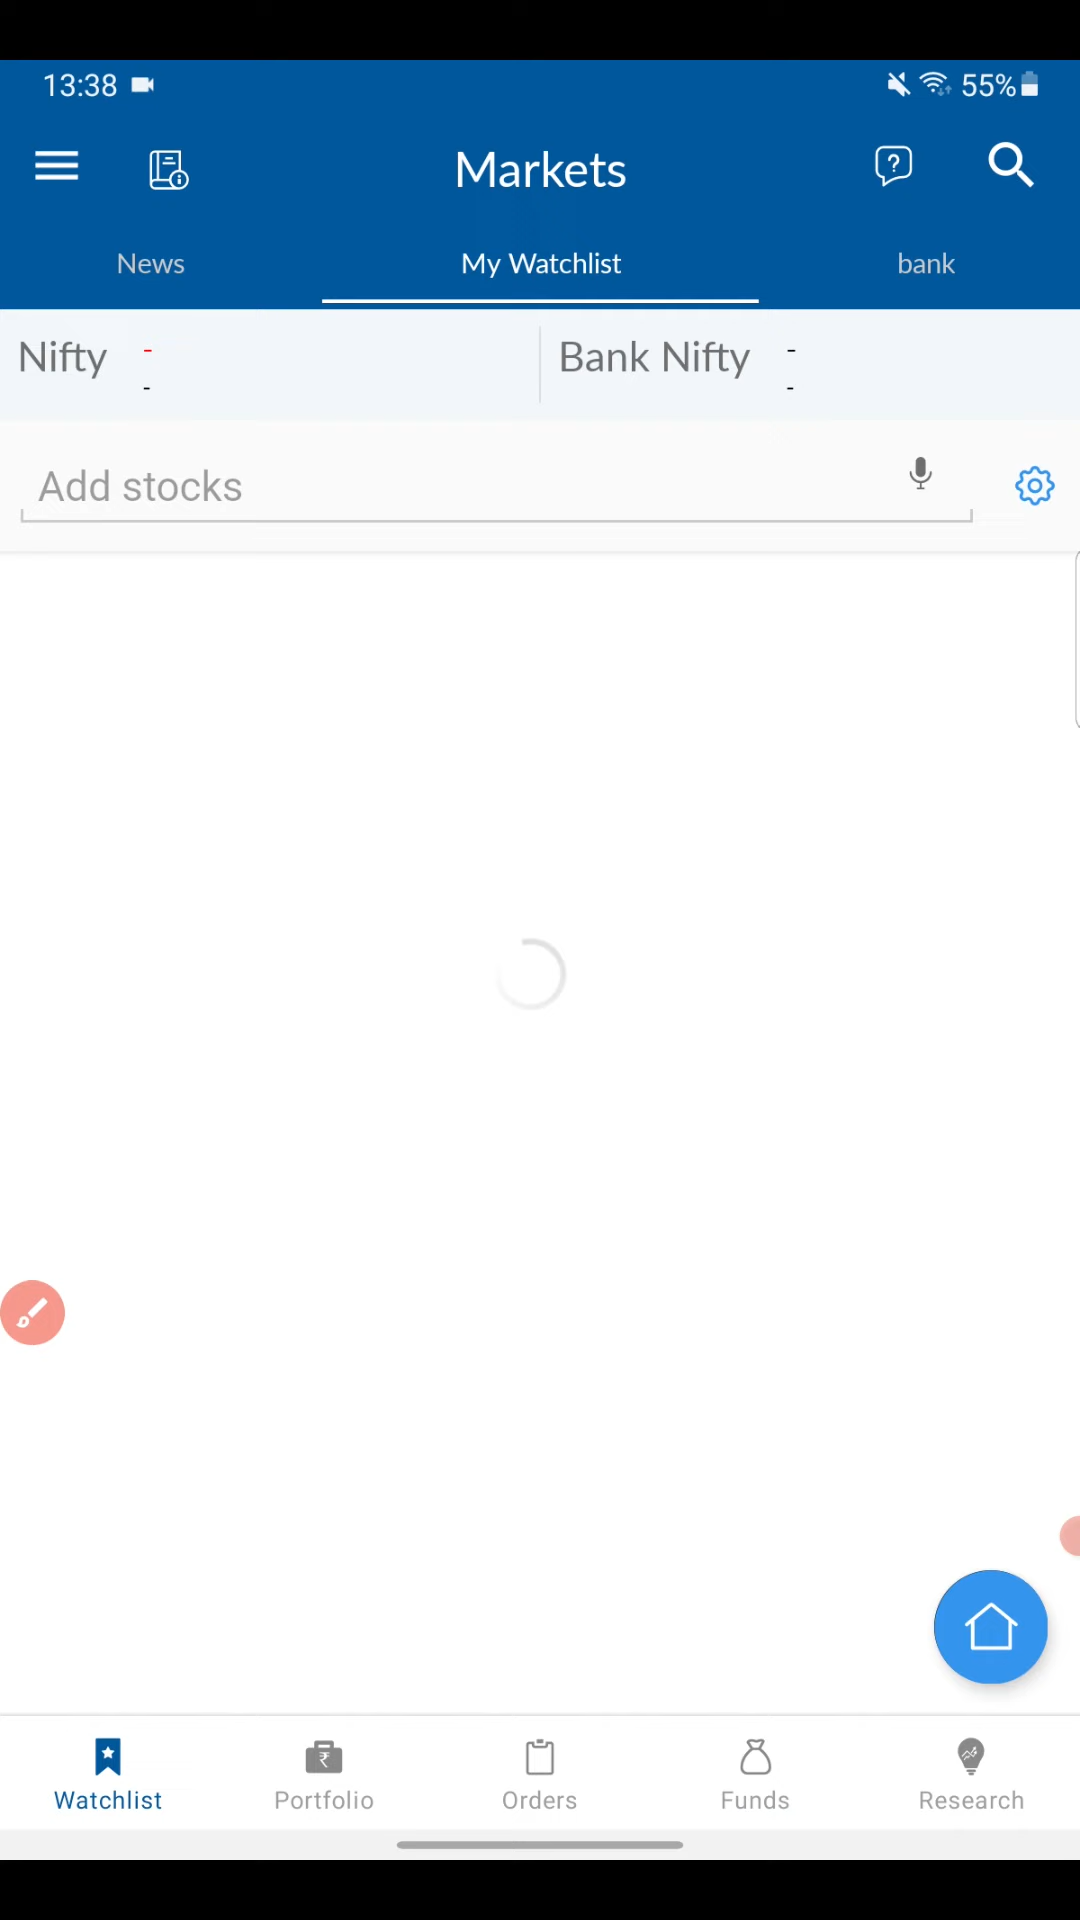 13:38
55%
Markets
News
My Watchlist
bank
Nifty -
-
Bank Nifty -
-
Add stocks
Watchlist
Portfolio
Orders
Funds
Research